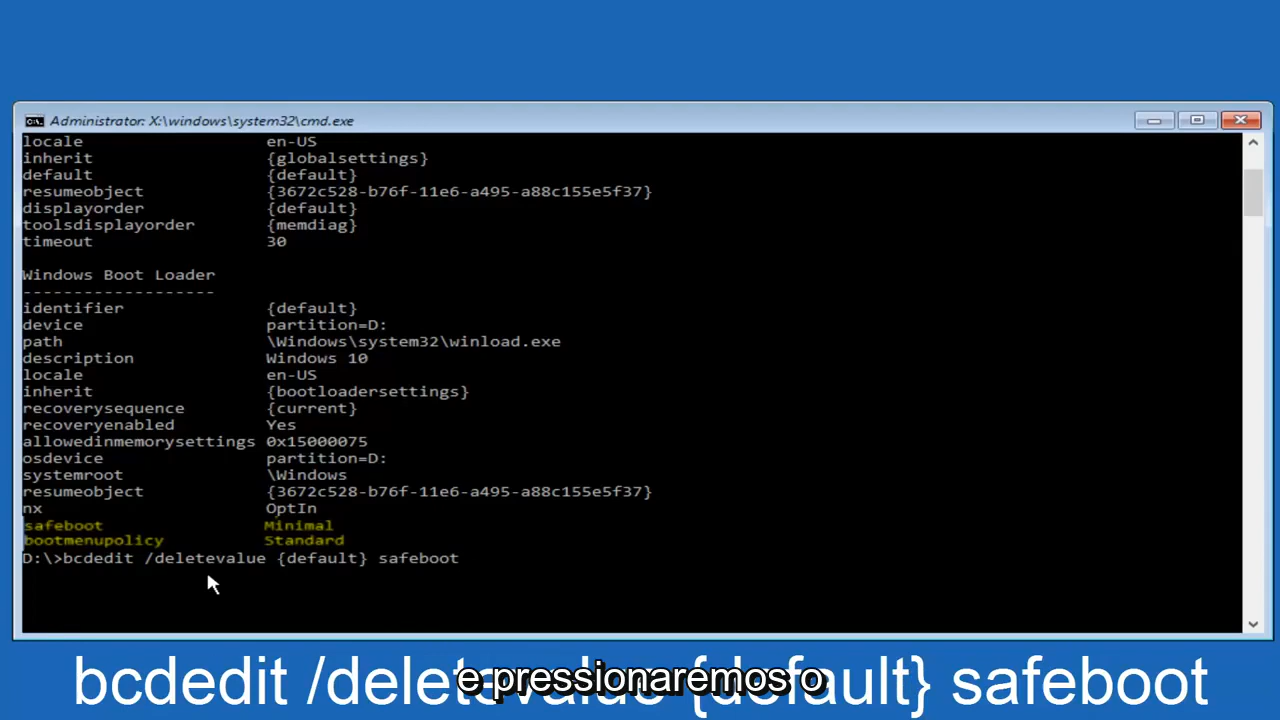 Administrator: X:\windows\system32\cmd.exe
locale en-US
inherit {globalsettings}
default {default}
resumeobject {3672c528-b76f-11e6-a495-a88c155e5f37}
displayorder {default}
toolsdisplayorder {memdiag}
timeout 30
Windows Boot Loader
-------------------
identifier {default}
device partition=D:
path \Windows\system32\winload.exe
description Windows 10
locale en-US
inherit {bootloadersettings}
recoverysequence {current}
recoveryenabled Yes
allowedinmemorysettings 0x15000075
osdevice partition=D:
systemroot \Windows
resumeobject {3672c528-b76f-11e6-a495-a88c155e5f37}
nx OptIn
safeboot Minimal
bootmenupolicy Standard
D:\>bcdedit /deletevalue {default} safeboot
bcdedit /deletevalue {default} safeboot
e pressionaremos o